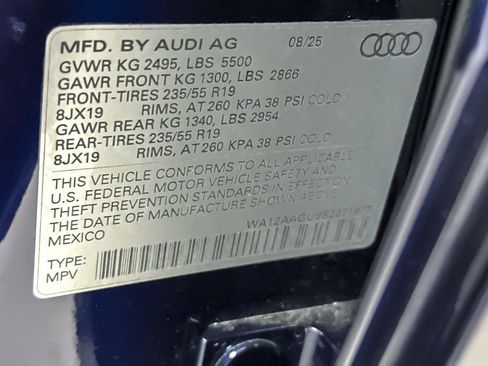 MFD. BY AUDI AG 08/25
GVWR KG 2495, LBS 5500
GAWR FRONT KG 1300, LBS 2866
FRONT-TIRES 235/55 R19
8JX19 RIMS, AT 260 KPA 38 PSI COLD
GAWR REAR KG 1340, LBS 2954
REAR-TIRES 235/55 R19
8JX19 RIMS, AT 260 KPA 38 PSI COLD
THIS VEHICLE CONFORMS TO ALL APPLICABLE
U.S. FEDERAL MOTOR VEHICLE SAFETY AND
THEFT PREVENTION STANDARDS IN EFFECT ON
THE DATE OF MANUFACTURE SHOWN ABOVE.
MEXICO
TYPE:
MPV